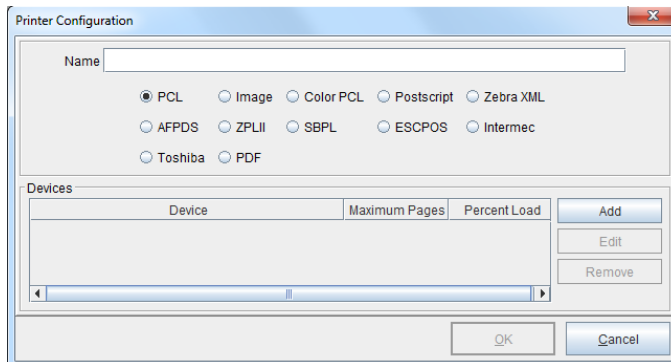 Printer Configuration
Name
PCL Image Color PCL Postscript Zebra XML
AFPDS ZPLII SBPL ESCPOS Intermec
Toshiba PDF
Devices
Device Maximum Pages Percent Load
Add
Edit
Remove
OK Cancel